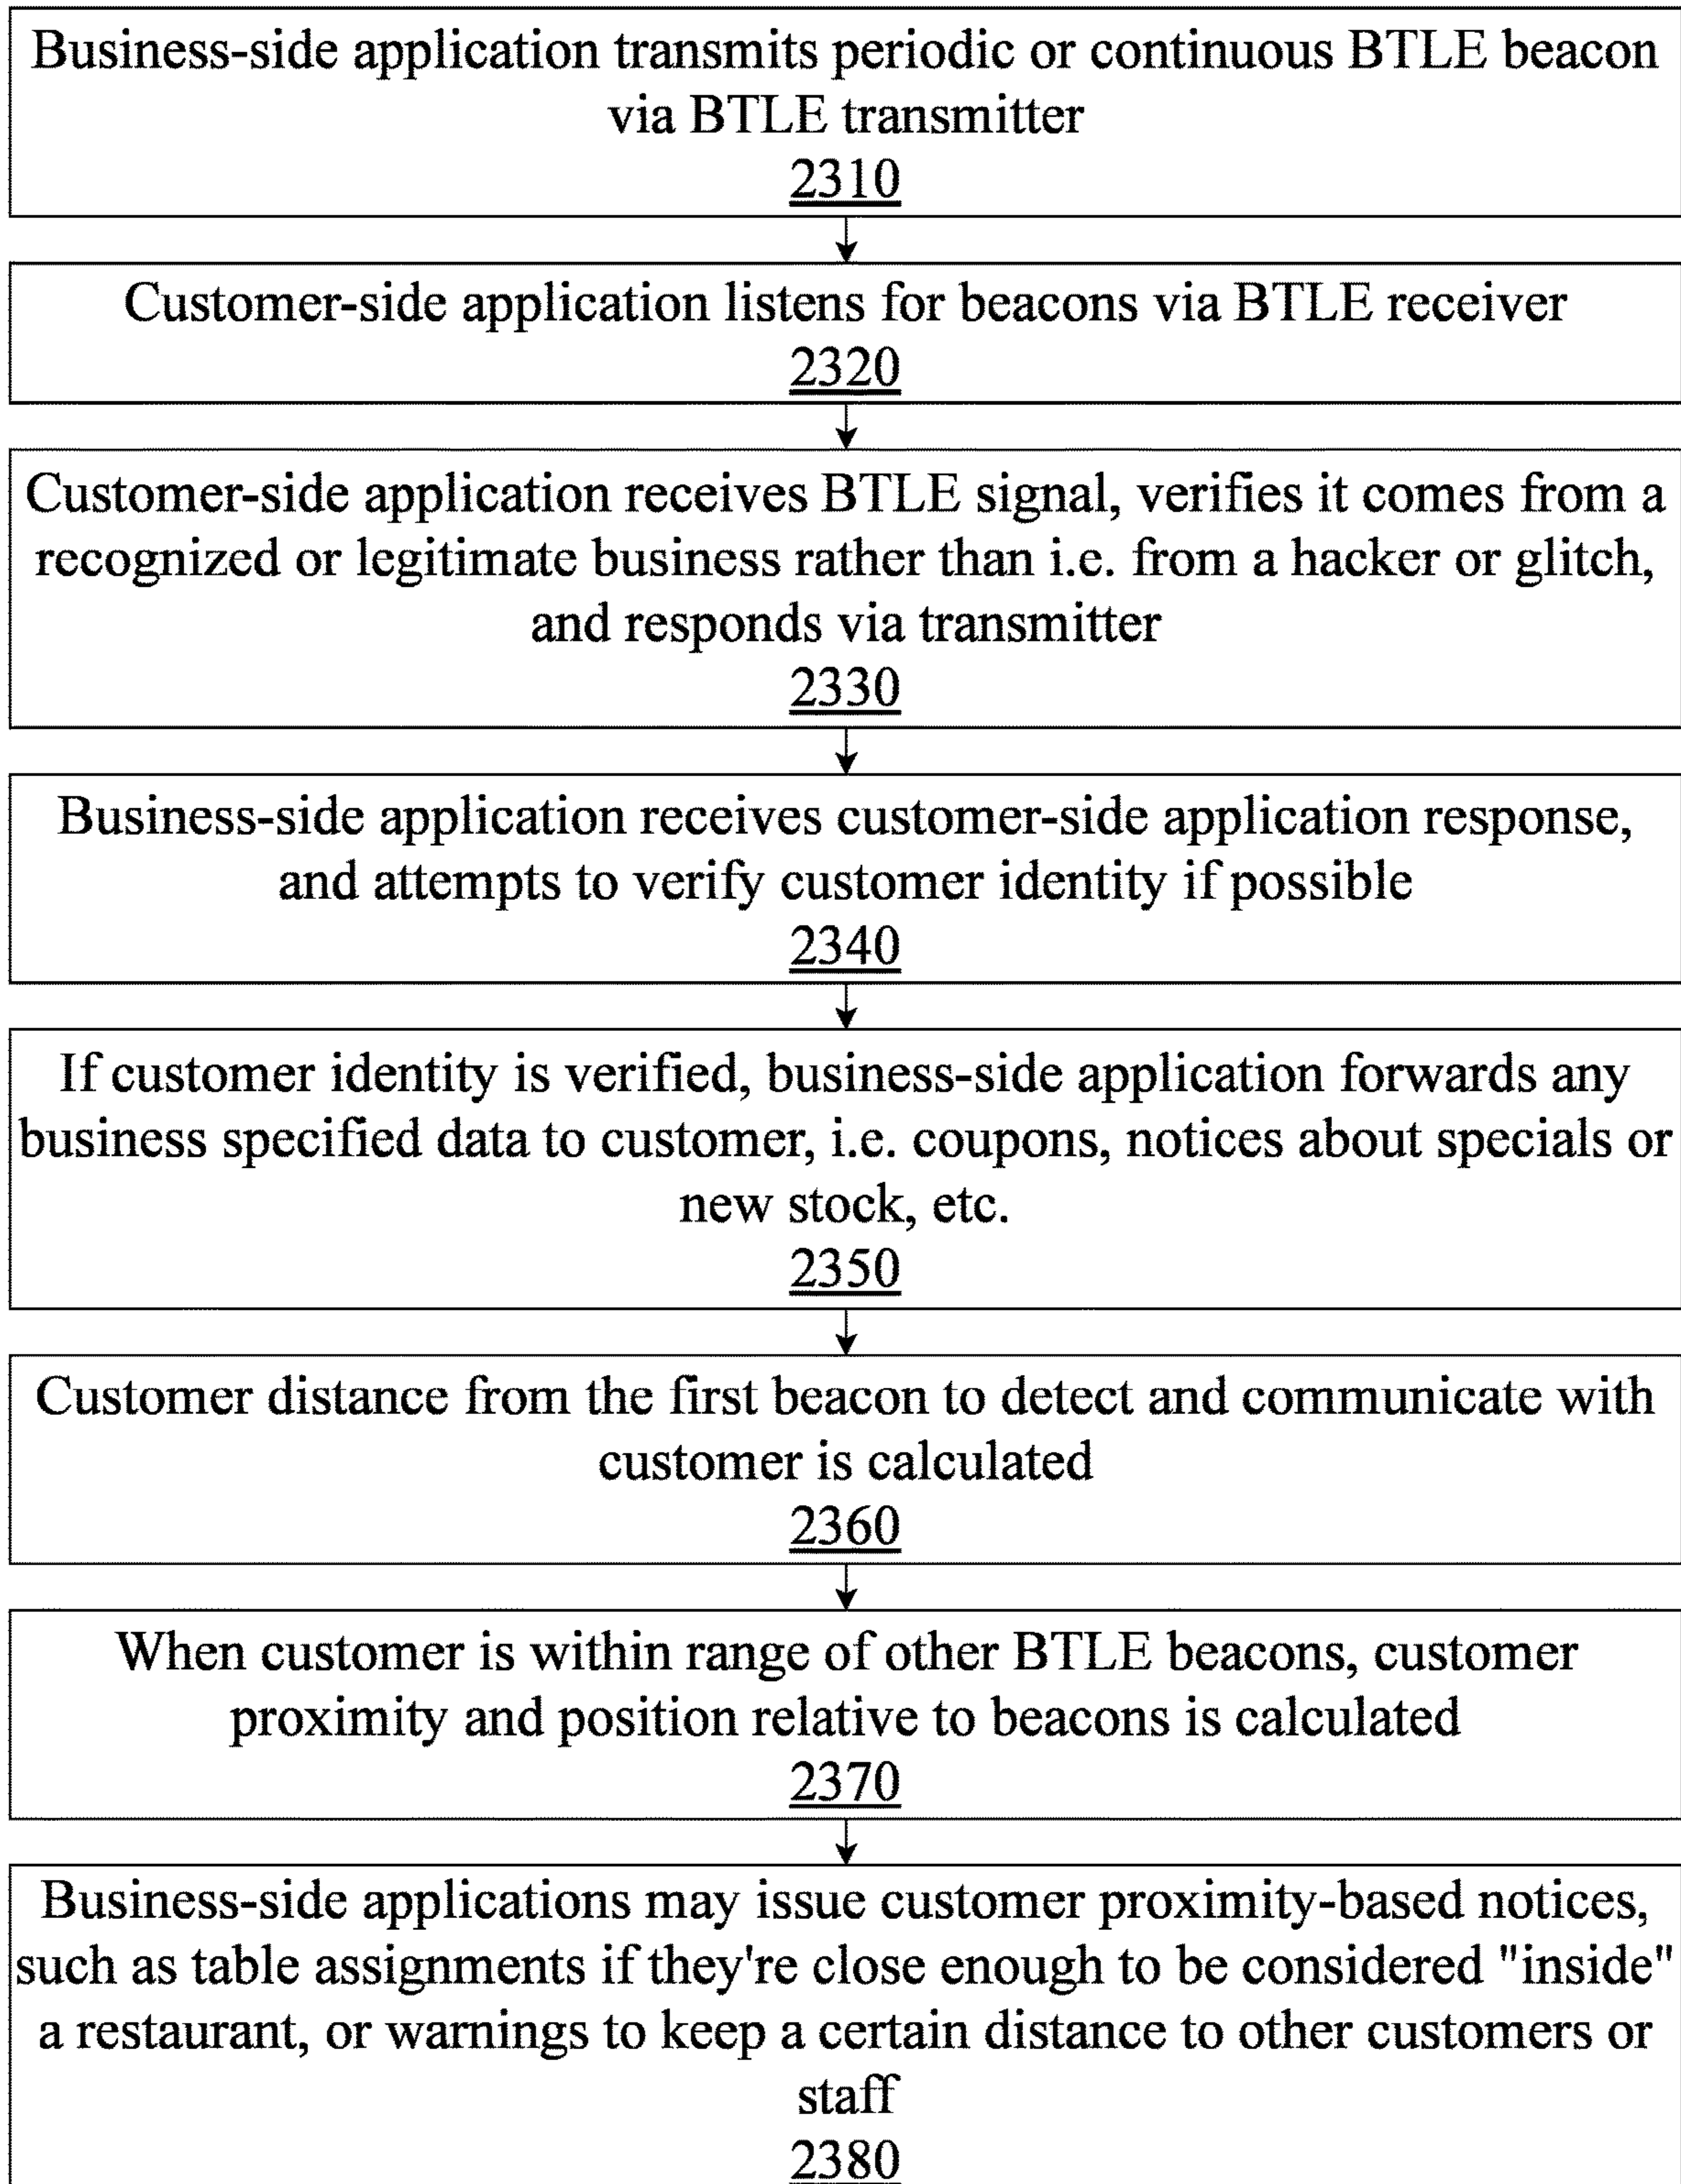 Business-side application transmits periodic or continuous BTLE beacon
via BTLE transmitter
2310
Customer-side application listens for beacons via BTLE receiver
2320
Customer-side application receives BTLE signal, verifies it comes from a
recognized or legitimate business rather than i.e. from a hacker or glitch,
and responds via transmitter
2330
Business-side application receives customer-side application response,
and attempts to verify customer identity if possible
2340
If customer identity is verified, business-side application forwards any
business specified data to customer, i.e. coupons, notices about specials or
new stock, etc.
2350
Customer distance from the first beacon to detect and communicate with
customer is calculated
2360
When customer is within range of other BTLE beacons, customer
proximity and position relative to beacons is calculated
2370
Business-side applications may issue customer proximity-based notices,
such as table assignments if they're close enough to be considered "inside"
a restaurant, or warnings to keep a certain distance to other customers or
staff
2380